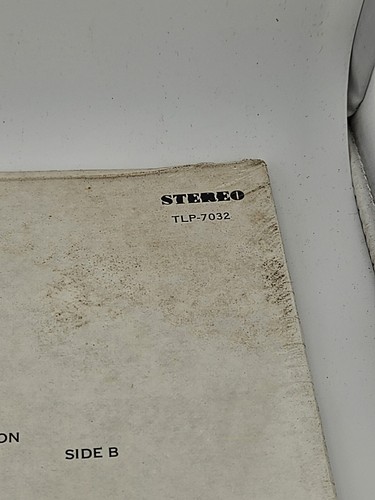 STEREO
TLP-7032
ON
SIDE B